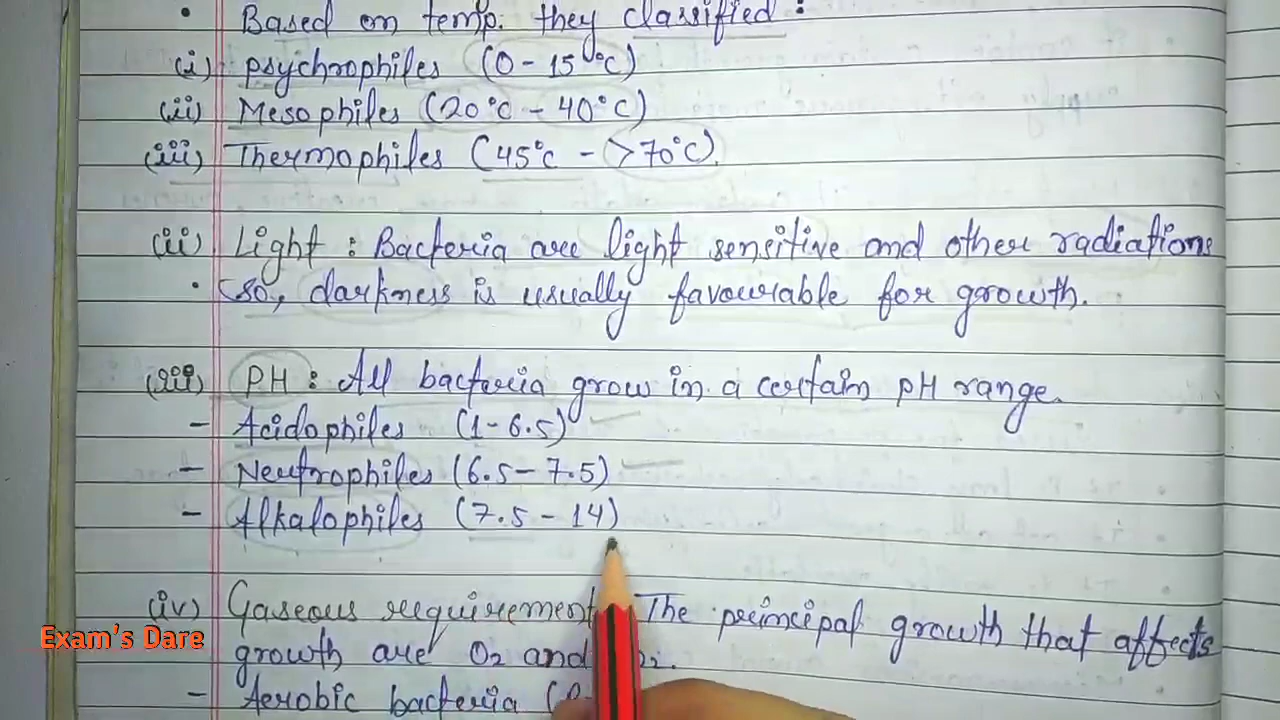 • Based on temp. they classified :
(i) psychrophiles (0 - 15°C)
(ii) Mesophiles (20°C - 40°C)
(iii) Thermophiles (45°C - >70°C).
(ii) Light : Bacteria are light sensitive and other radiations
• so, darkness is usually favourable for growth.
(iii) PH : All bacteria grow in a certain pH range.
- Acidophiles (1-6.5)
- Neutrophiles (6.5-7.5)
- Alkalophiles (7.5-14)
(iv) Gaseous requirement The principal growth that affects
Exam's Dare
growth are O₂ and
- Aerobic bacteria